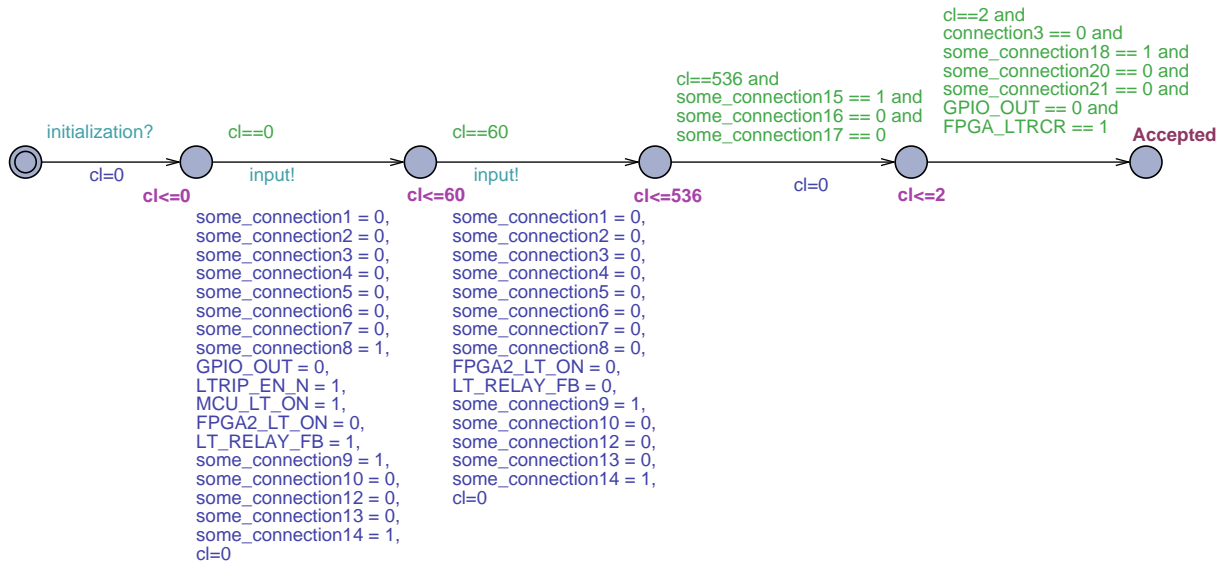 initialization?
cl=0
cl<=0
cl==0
input!
some_connection1 = 0,
some_connection2 = 0,
some_connection3 = 0,
some_connection4 = 0,
some_connection5 = 0,
some_connection6 = 0,
some_connection7 = 0,
some_connection8 = 1,
GPIO_OUT = 0,
LTRIP_EN_N = 1,
MCU_LT_ON = 1,
FPGA2_LT_ON = 0,
LT_RELAY_FB = 1,
some_connection9 = 1,
some_connection10 = 0,
some_connection12 = 0,
some_connection13 = 0,
some_connection14 = 1,
cl=0
cl<=60
cl==60
input!
some_connection1 = 0,
some_connection2 = 0,
some_connection3 = 0,
some_connection4 = 0,
some_connection5 = 0,
some_connection6 = 0,
some_connection7 = 0,
some_connection8 = 0,
FPGA2_LT_ON = 0,
LT_RELAY_FB = 0,
some_connection9 = 1,
some_connection10 = 0,
some_connection12 = 0,
some_connection13 = 0,
some_connection14 = 1,
cl=0
cl<=536
cl==536 and
some_connection15 == 1 and
some_connection16 == 0 and
some_connection17 == 0
cl=0
cl<=2
cl==2 and
connection3 == 0 and
some_connection18 == 1 and
some_connection20 == 0 and
some_connection21 == 0 and
GPIO_OUT == 0 and
FPGA_LTRCR == 1
Accepted